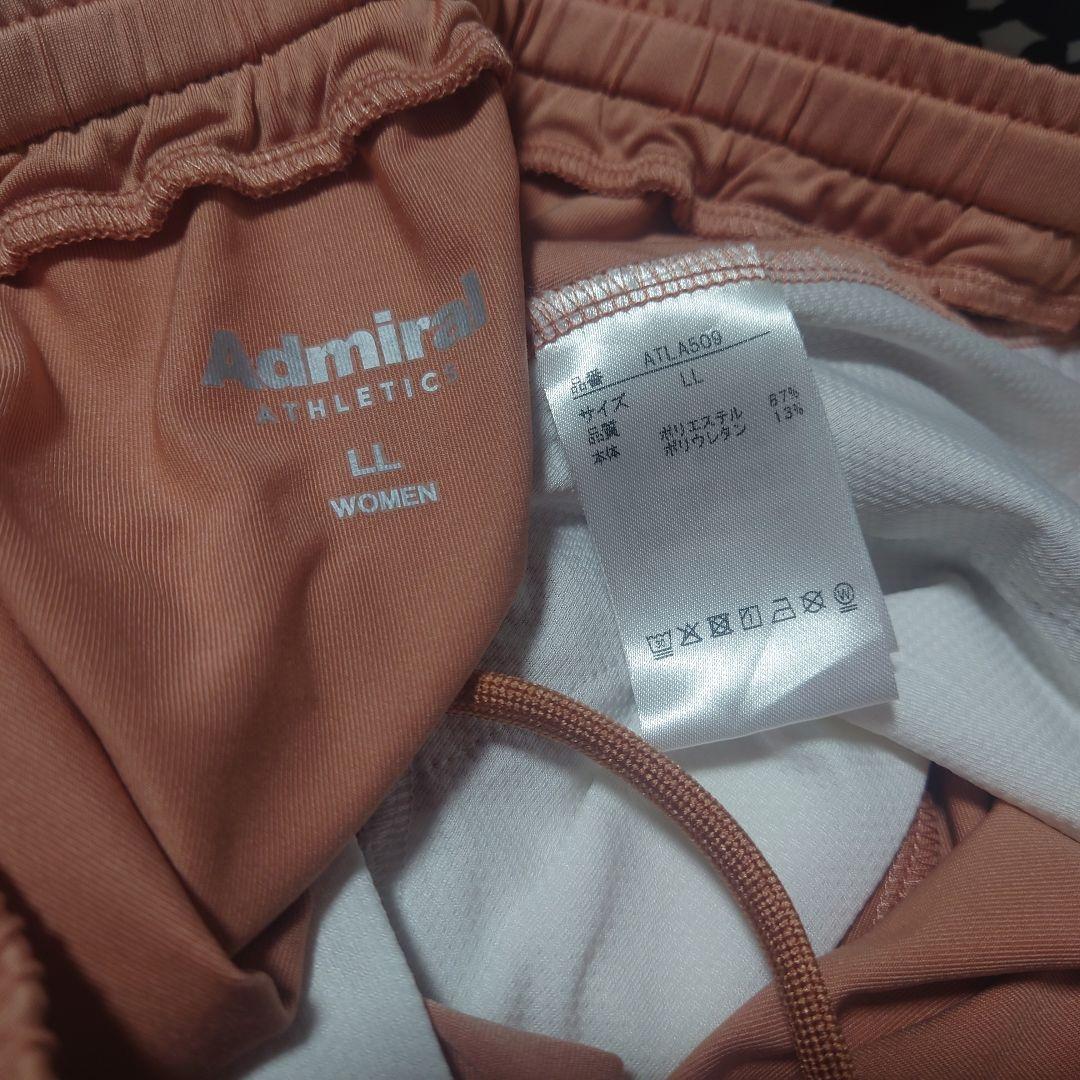 Admiral
ATHLETICS
LL
WOMEN
品番 ATLA509
サイズ LL
品質
本体 ポリエステル 87%
ポリウレタン 13%